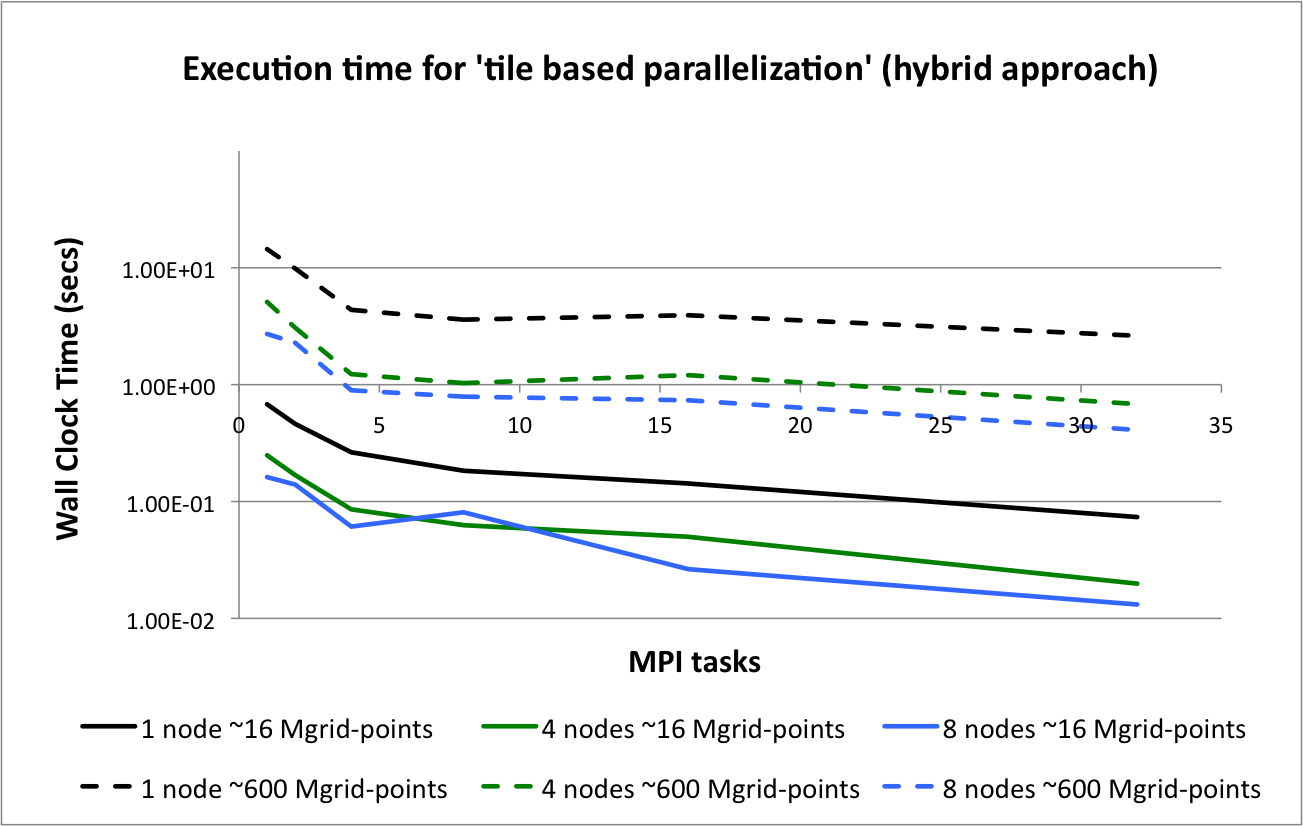 Execution time for 'tile based parallelization' (hybrid approach)
Wall Clock Time (secs)
1.00E+01
1.00E+00
0 5 10 15 20 25 30 35
1.00E-01
1.00E-02
MPI tasks
1 node ~16 Mgrid-points 4 nodes ~16 Mgrid-points 8 nodes ~16 Mgrid-points
1 node ~600 Mgrid-points 4 nodes ~600 Mgrid-points 8 nodes ~600 Mgrid-points